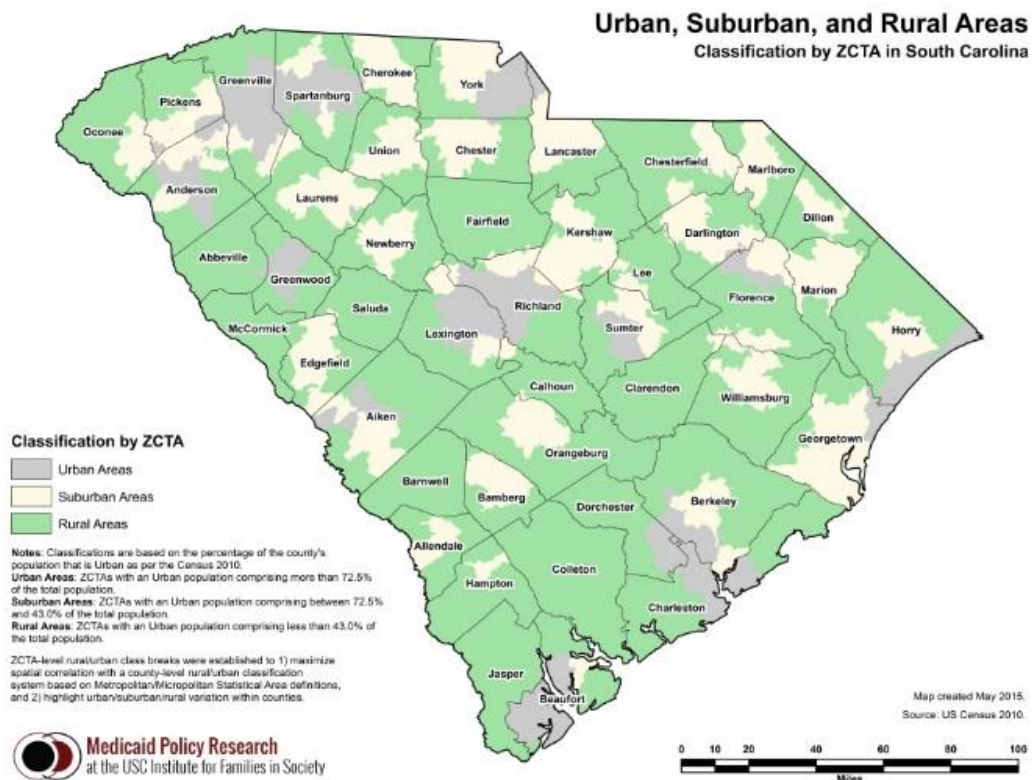 Urban, Suburban, and Rural Areas
Classification by ZCTA in South Carolina
Cherokee
York
Greenville
Spartanburg
Pickens
Oconee
Union
Chester
Lancaster
Chesterfield
Marlboro
Anderson
Laurens
Dillon
Fairfield
Kershaw
Darlington
Newberry
Abbeville
Lee
Greenwood
Marion
Florence
Saluda
Richland
McCormick
Lexington
Sumter
Horry
Edgefield
Calhoun
Clarendon
Williamsburg
Aiken
Georgetown
Orangeburg
Barnwell
Bamberg
Berkeley
Dorchester
Allendale
Colleton
Hampton
Charleston
Jasper
Beaufort
Classification by ZCTA
Urban Areas
Suburban Areas
Rural Areas
Notes: Classifications are based on the percentage of the county's
population that is Urban as per the Census 2010.
Urban Areas: ZCTAs with an Urban population comprising more than 72.5%
of the total population.
Suburban Areas: ZCTAs with an Urban population comprising between 72.5%
and 43.0% of the total population.
Rural Areas: ZCTAs with an Urban population comprising less than 43.0% of
the total population.
ZCTA-level rural/urban class breaks were established to 1) maximize
spatial correlation with a county-level rural/urban classification
system based on Metropolitan/Micropolitan Statistical Area definitions,
and 2) highlight urban/suburban/rural variation within counties.
Medicaid Policy Research
at the USC Institute for Families in Society
Map created May 2015.
Source: US Census 2010.
0 10 20 40 60 80 100
Miles